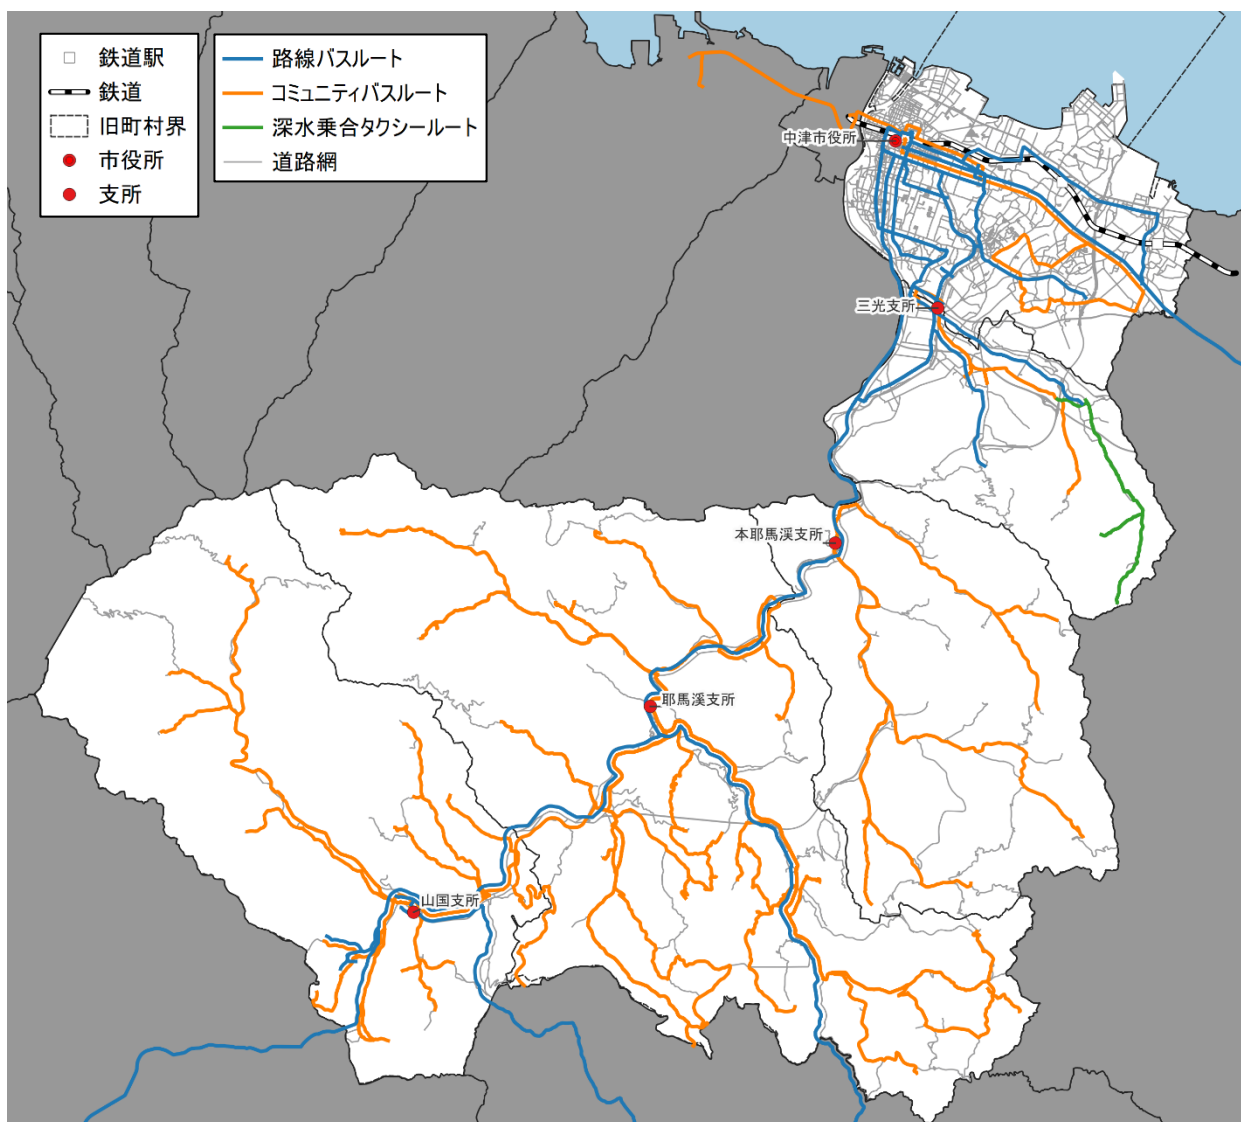 鉄道駅
鉄道
旧町村界
市役所
支所
路線バスルート
コミュニティバスルート
深水乗合タクシールート
道路網
中津市役所
三光支所
本耶馬溪支所
耶馬溪支所
山国支所